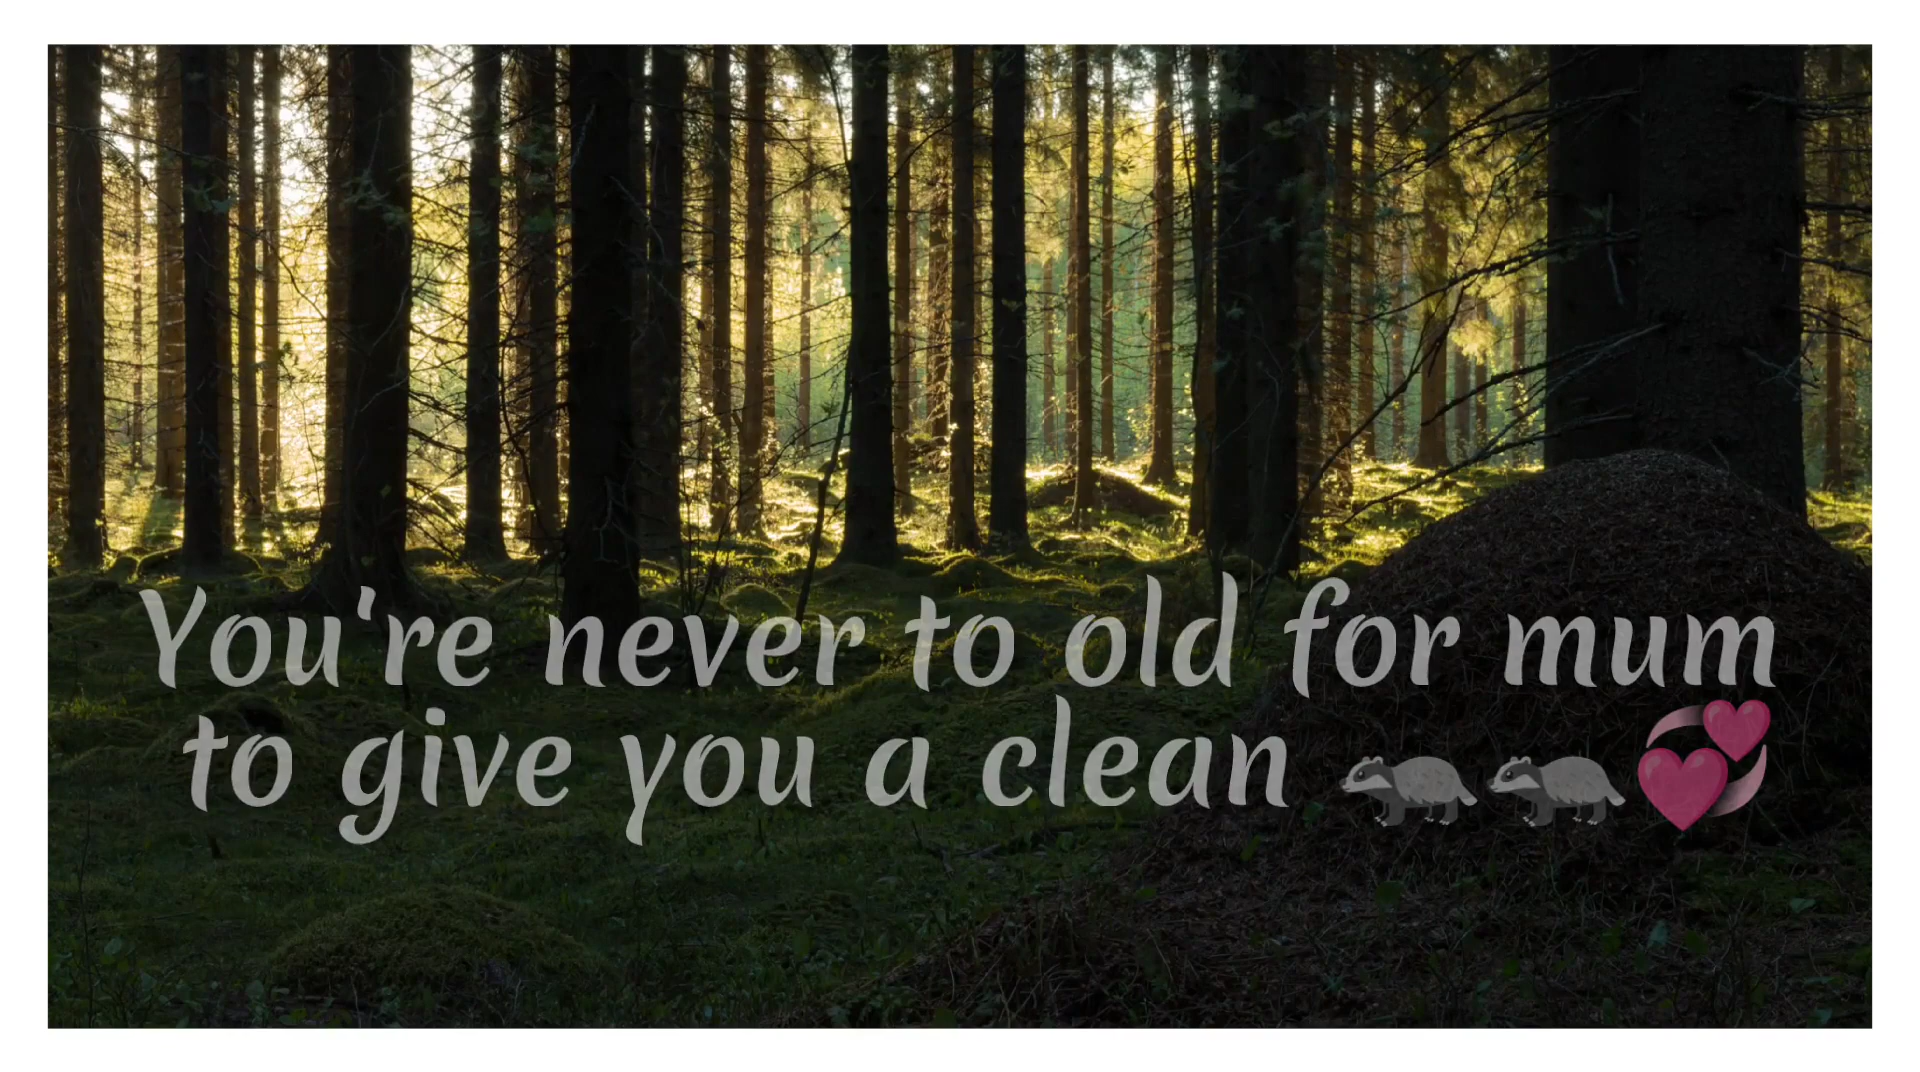 You're never to old for mum
to give you a clean 🦡🦡💞